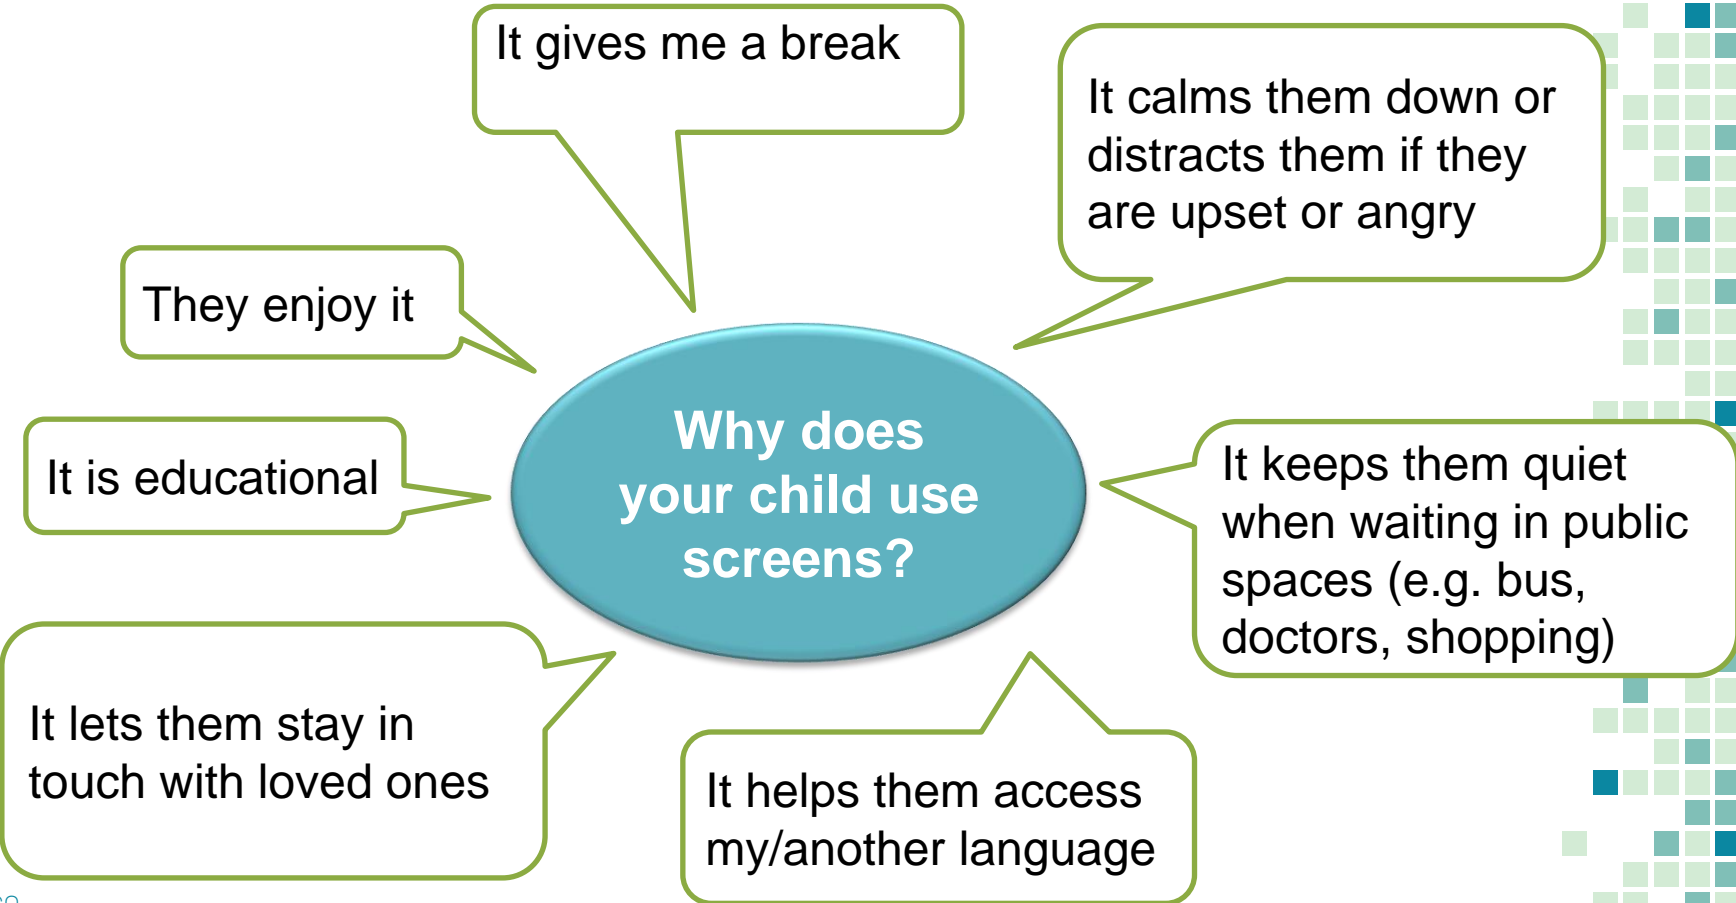 It gives me a break
It calms them down or
distracts them if they
are upset or angry
They enjoy it
Why does
your child use
screens?
It is educational
It keeps them quiet
when waiting in public
spaces (e.g. bus,
doctors, shopping)
It lets them stay in
touch with loved ones
It helps them access
my/another language